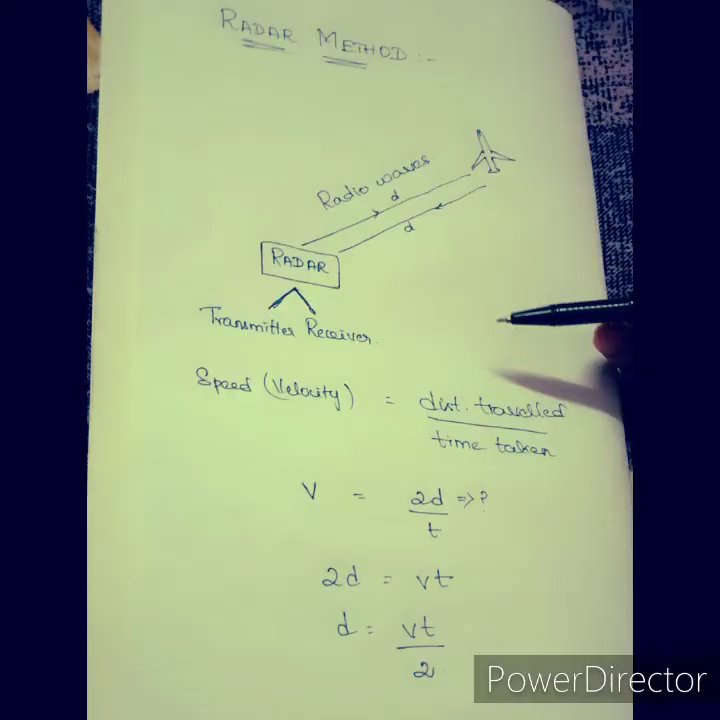 RADAR METHOD :-
Radio waves.
d
d
RADAR
Transmitter Receiver.
Speed (Velocity) = dist. travelled
time taken
V = 2d => ?
t
2d = vt
d = vt
2
PowerDirector